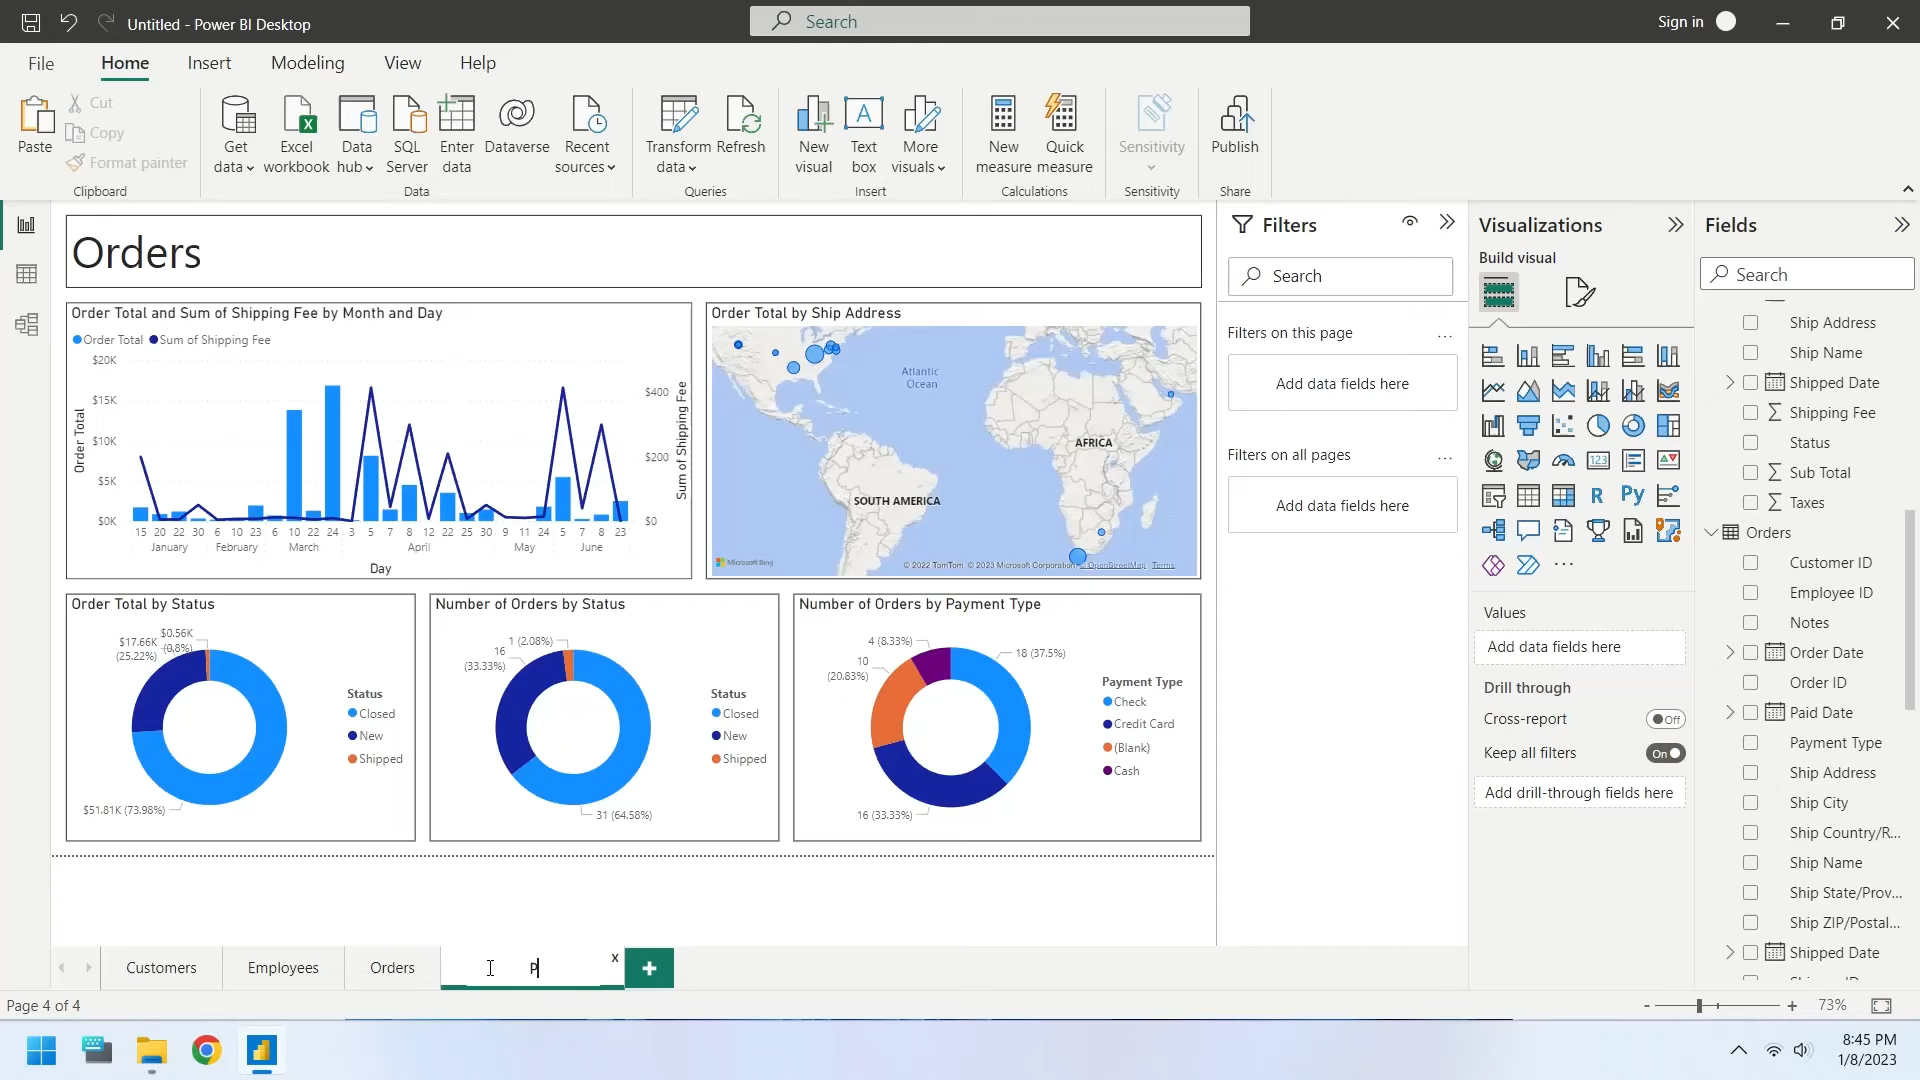 Untitled - Power BI Desktop
Search
Sign in
File
Home
Insert
Modeling
View
Help
Paste
Cut
Copy
Format painter
Clipboard
Get data
Excel workbook
Data hub
SQL Server
Enter data
Dataverse
Recent sources
Data
Transform data
Refresh
Queries
New visual
Text box
More visuals
Insert
New measure
Quick measure
Calculations
Sensitivity
Sensitivity
Publish
Share
Orders
Order Total and Sum of Shipping Fee by Month and Day
Order Total
Sum of Shipping Fee
$20K
$15K
$10K
$5K
$0K
Order Total
$400
$200
$0
Sum of Shipping Fee
15 20 22 30 6 10 23 6 10 22 24 3 5 7 8 12 22 25 30 9 11 24 5 7 8 23
January February March April May June
Day
Order Total by Ship Address
Atlantic
Ocean
AFRICA
SOUTH AMERICA
Microsoft Bing
© 2022 TomTom, © 2023 Microsoft Corporation, © OpenStreetMap Terms
Order Total by Status
$0.56K
(0.8%)
$17.66K
(25.22%)
$51.81K (73.98%)
Status
Closed
New
Shipped
Number of Orders by Status
1 (2.08%)
16
(33.33%)
31 (64.58%)
Status
Closed
New
Shipped
Number of Orders by Payment Type
4 (8.33%)
18 (37.5%)
10
(20.83%)
16 (33.33%)
Payment Type
Check
Credit Card
(Blank)
Cash
Filters
Search
Filters on this page
...
Add data fields here
Filters on all pages
...
Add data fields here
Visualizations
Build visual
123
R
Py
...
Values
Add data fields here
Drill through
Cross-report
Off
Keep all filters
On
Add drill-through fields here
Fields
Search
Ship Address
Ship Name
Shipped Date
Shipping Fee
Status
Sub Total
Taxes
Orders
Customer ID
Employee ID
Notes
Order Date
Order ID
Paid Date
Payment Type
Ship Address
Ship City
Ship Country/R...
Ship Name
Ship State/Prov...
Ship ZIP/Postal...
Shipped Date
Customers
Employees
Orders
P
x
+
Page 4 of 4
- + 73%
8:45 PM
1/8/2023